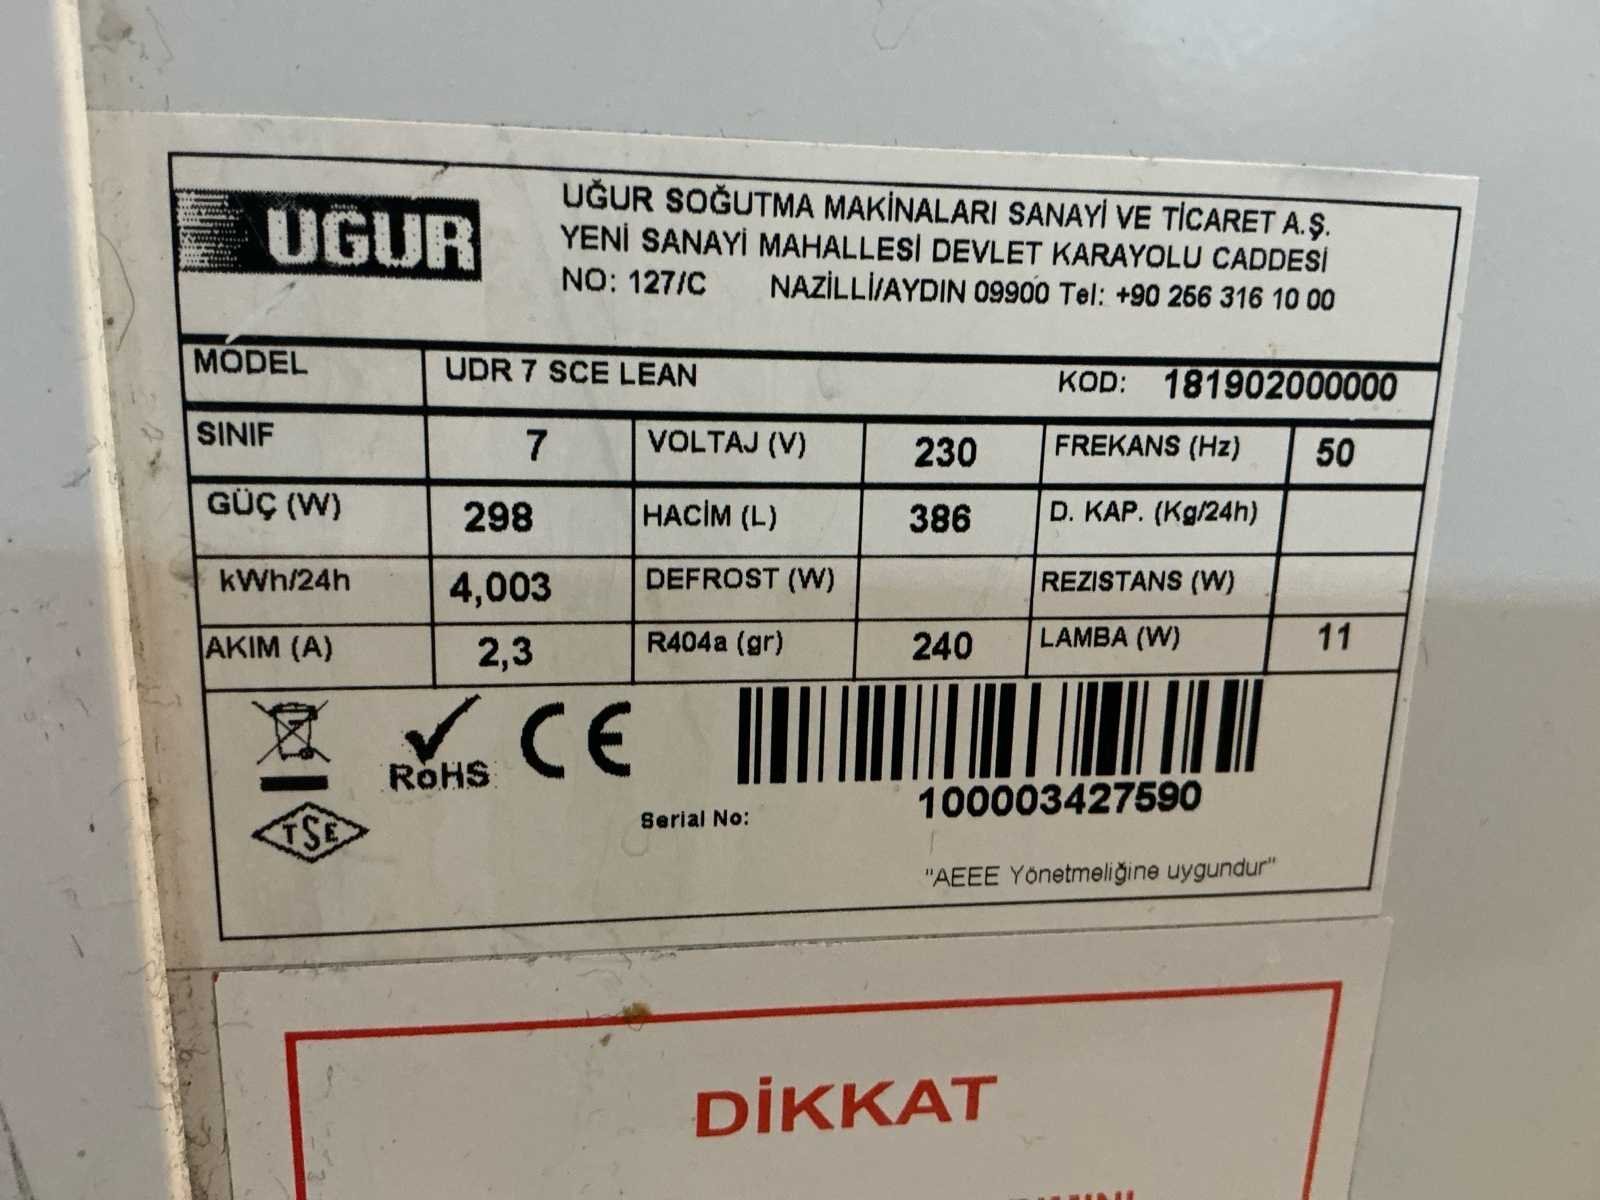 UĞUR
UĞUR SOĞUTMA MAKİNALARI SANAYİ VE TİCARET A.Ş.
YENİ SANAYİ MAHALLESİ DEVLET KARAYOLU CADDESİ
NO: 127/C NAZİLLİ/AYDIN 09900 Tel: +90 256 316 10 00
MODEL UDR 7 SCE LEAN KOD: 181902000000
SINIF 7 VOLTAJ (V) 230 FREKANS (Hz) 50
GÜÇ (W) 298 HACİM (L) 386 D. KAP. (Kg/24h)
kWh/24h 4,003 DEFROST (W) REZISTANS (W)
AKIM (A) 2,3 R404a (gr) 240 LAMBA (W) 11
RoHS CE
TSE
Serial No: 100003427590
"AEEE Yönetmeliğine uygundur"
DİKKAT